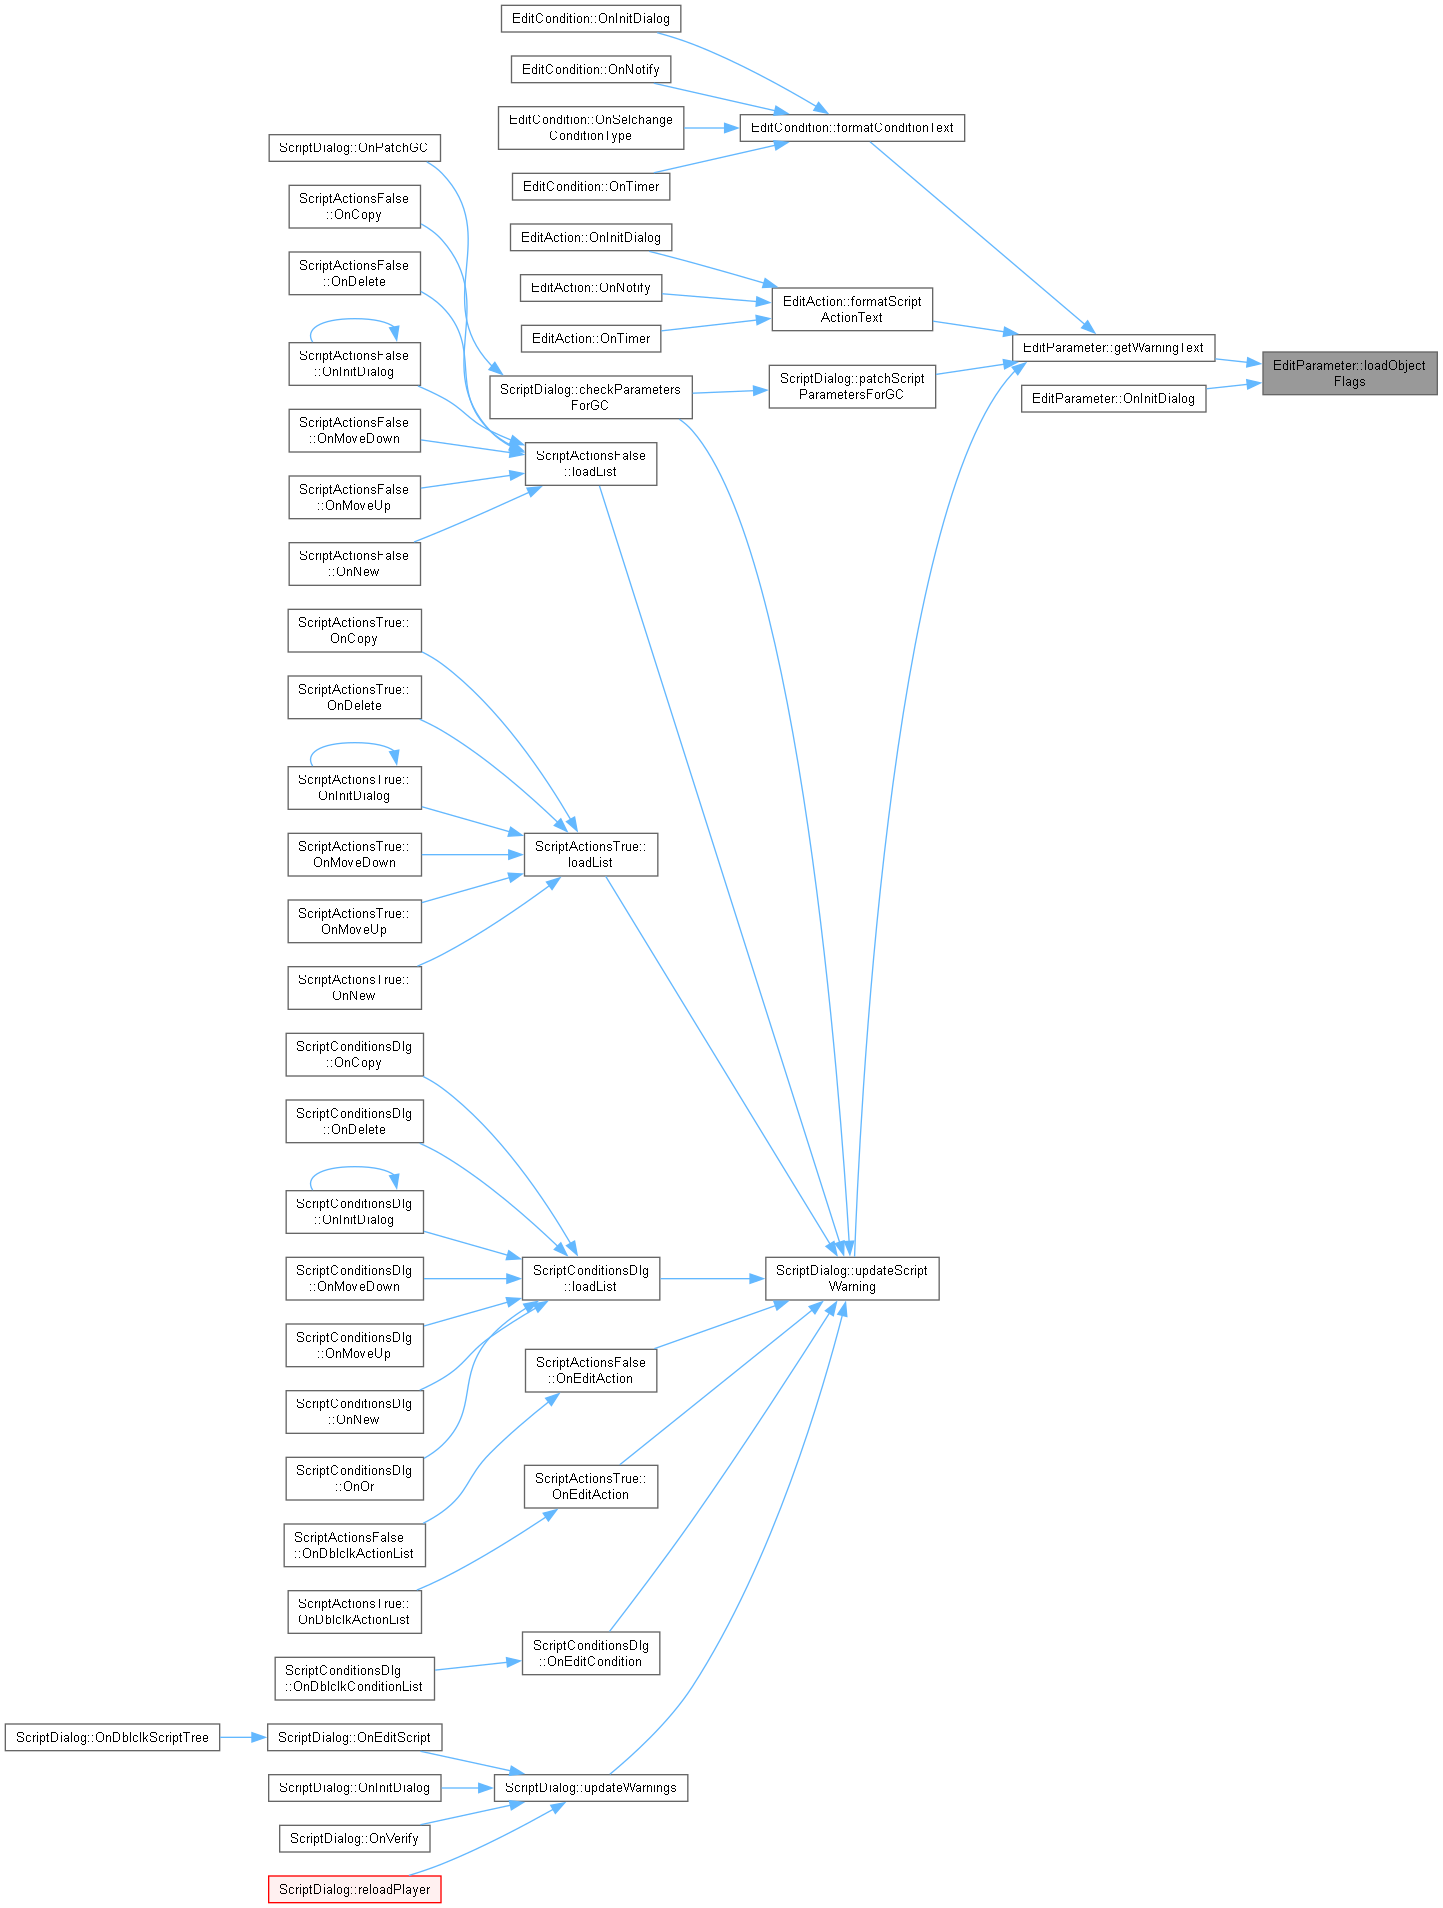 EditCondition::OnInitDialog
EditCondition::OnNotify
EditCondition::OnSelchange
ConditionType
EditCondition::formatConditionText
ScriptDialog::OnPatchGC
EditCondition::OnTimer
ScriptActionsFalse
::OnCopy
EditAction::OnInitDialog
ScriptActionsFalse
::OnDelete
EditAction::OnNotify
EditAction::formatScript
ActionText
EditAction::OnTimer
EditParameter::getWarningText
ScriptActionsFalse
::OnInitDialog
EditParameter::loadObject
Flags
ScriptDialog::patchScript
ParametersForGC
ScriptDialog::checkParameters
ForGC
EditParameter::OnInitDialog
ScriptActionsFalse
::OnMoveDown
ScriptActionsFalse
::loadList
ScriptActionsFalse
::OnMoveUp
ScriptActionsFalse
::OnNew
ScriptActionsTrue::
OnCopy
ScriptActionsTrue::
OnDelete
ScriptActionsTrue::
OnInitDialog
ScriptActionsTrue::
OnMoveDown
ScriptActionsTrue::
loadList
ScriptActionsTrue::
OnMoveUp
ScriptActionsTrue::
OnNew
ScriptConditionsDlg
::OnCopy
ScriptConditionsDlg
::OnDelete
ScriptConditionsDlg
::OnInitDialog
ScriptConditionsDlg
::OnMoveDown
ScriptConditionsDlg
::loadList
ScriptDialog::updateScript
Warning
ScriptConditionsDlg
::OnMoveUp
ScriptActionsFalse
::OnEditAction
ScriptConditionsDlg
::OnNew
ScriptConditionsDlg
::OnOr
ScriptActionsTrue::
OnEditAction
ScriptActionsFalse
::OnDblclkActionList
ScriptActionsTrue::
OnDblclkActionList
ScriptConditionsDlg
::OnEditCondition
ScriptConditionsDlg
::OnDblclkConditionList
ScriptDialog::OnDblclkScriptTree
ScriptDialog::OnEditScript
ScriptDialog::OnInitDialog
ScriptDialog::updateWarnings
ScriptDialog::OnVerify
ScriptDialog::reloadPlayer